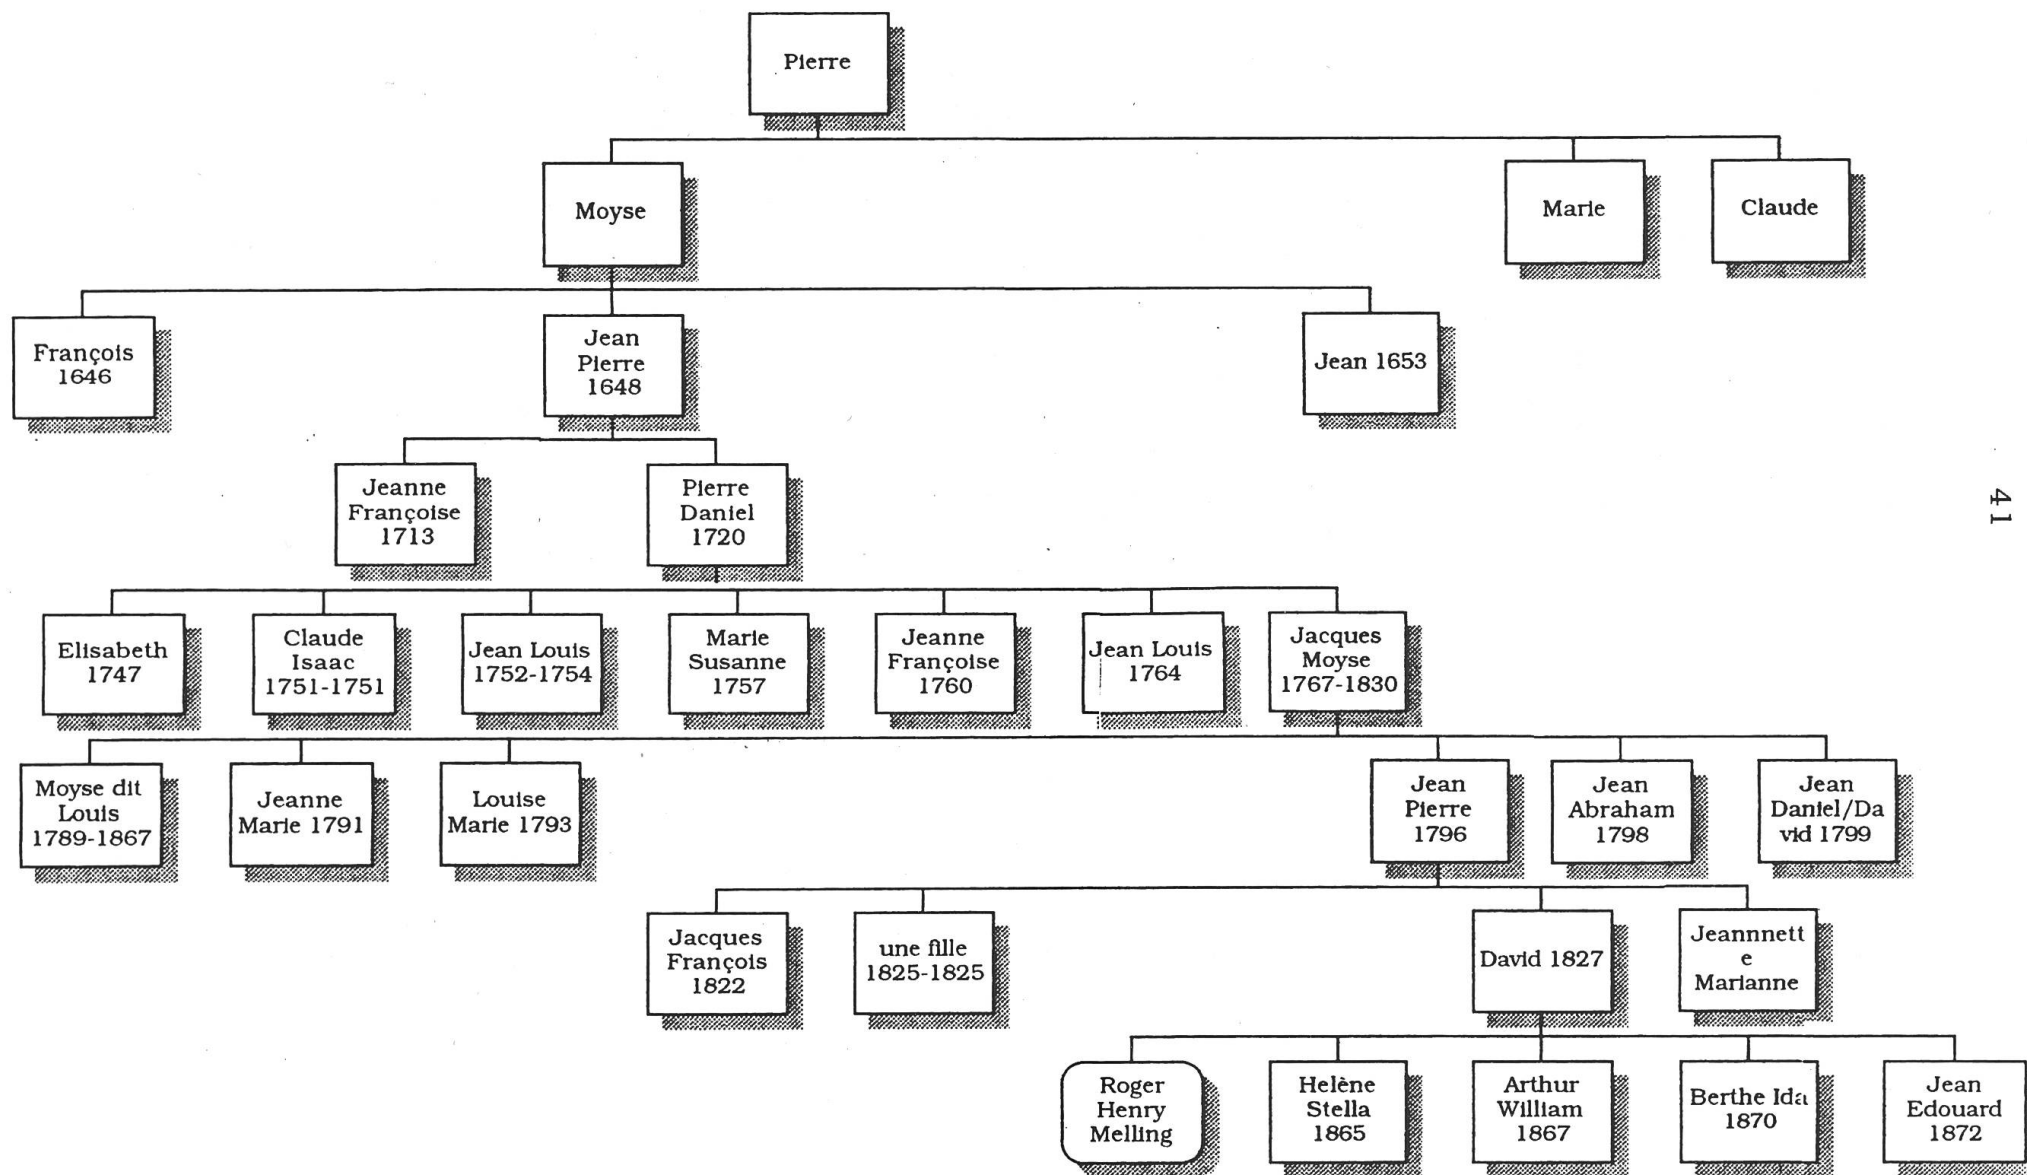 Pierre
Moyse
Marie
Claude
François
1646
Jean
Pierre
1648
Jean 1653
Jeanne
Françoise
1713
Pierre
Daniel
1720
41
Elisabeth
1747
Claude
Isaac
1751-1751
Jean Louis
1752-1754
Marie
Susanne
1757
Jeanne
Françoise
1760
Jean Louis
1764
Jacques
Moyse
1767-1830
Moyse dit
Louis
1789-1867
Jeanne
Marie 1791
Louise
Marie 1793
Jean
Pierre
1796
Jean
Abraham
1798
Jean
Daniel/Da
vid 1799
Jacques
François
1822
une fille
1825-1825
David 1827
Jeannnett
e
Marianne
Roger
Henry
Melling
Helène
Stella
1865
Arthur
William
1867
Berthe Ida
1870
Jean
Edouard
1872